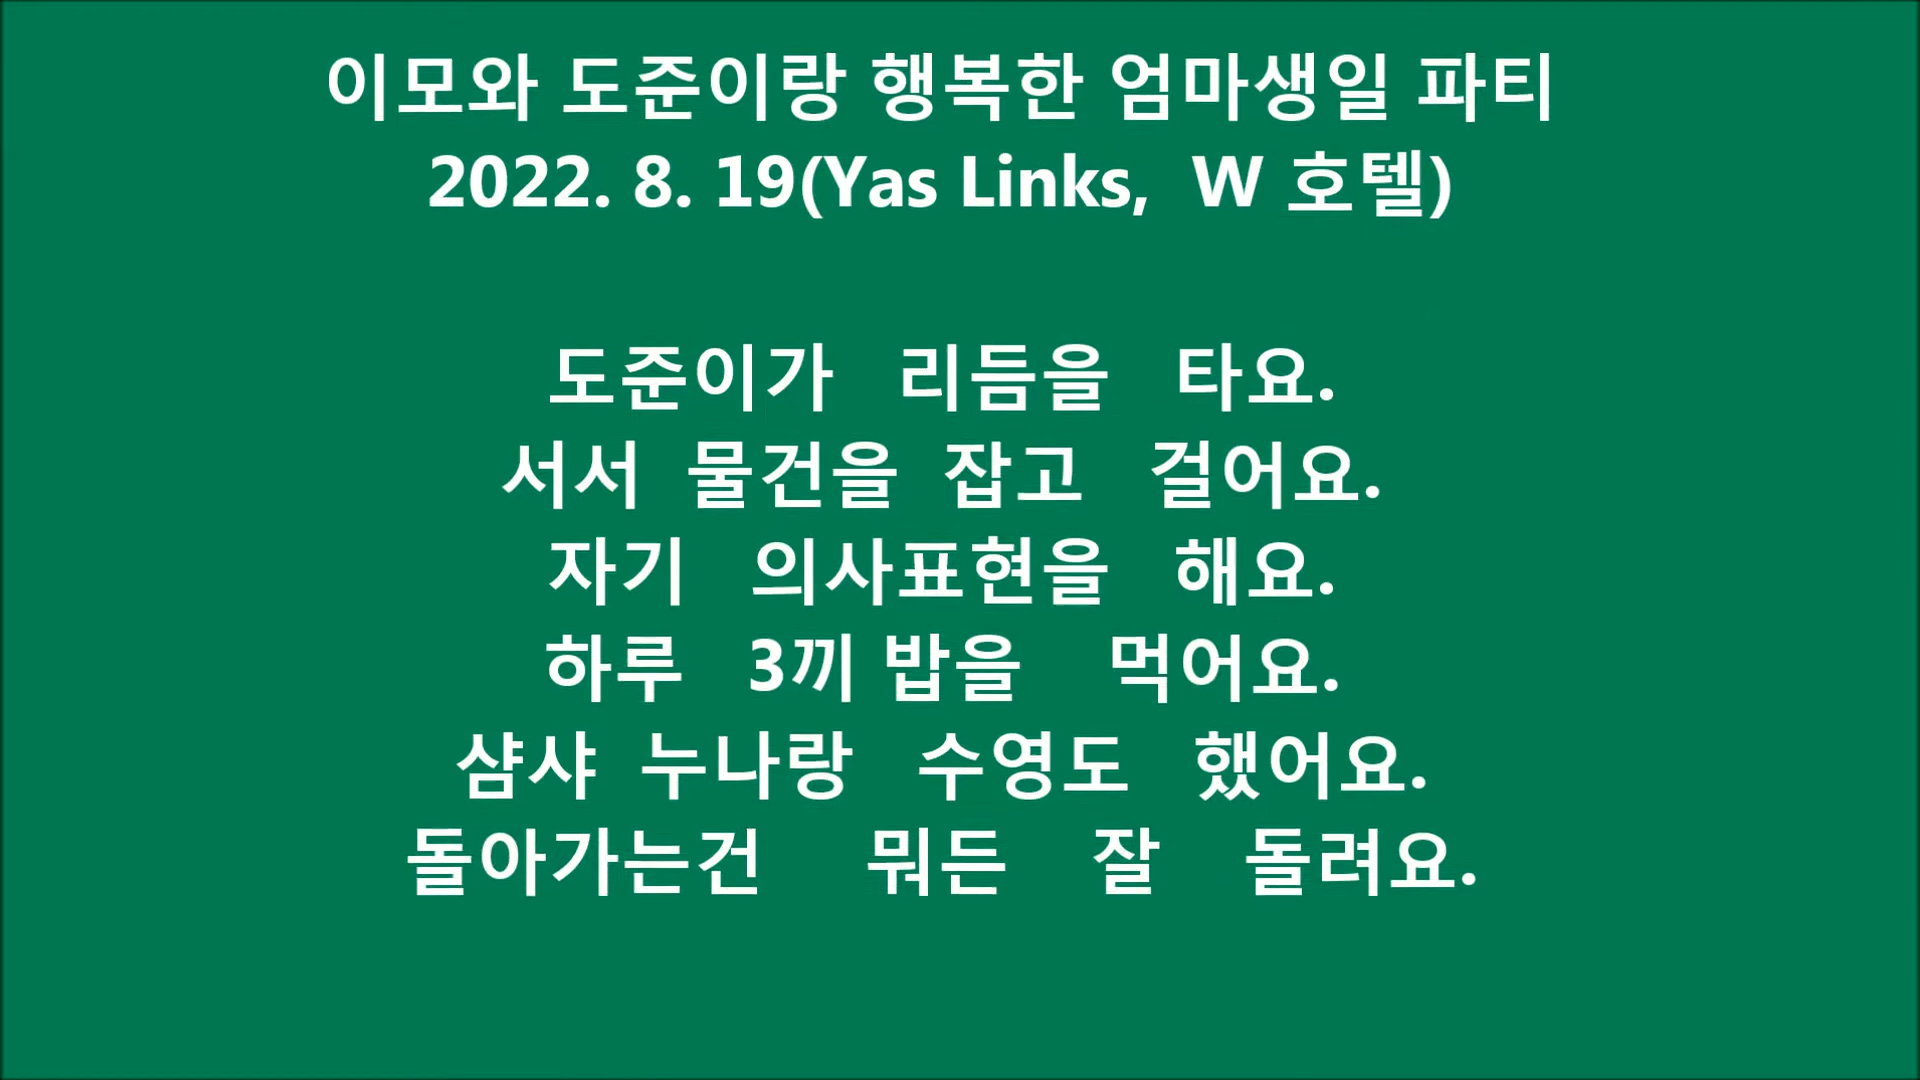 이모와 도준이랑 행복한 엄마생일 파티
2022. 8. 19(Yas Links, W 호텔)
도준이가 리듬을 타요.
서서 물건을 잡고 걸어요.
자기 의사표현을 해요.
하루 3끼 밥을 먹어요.
샴샤 누나랑 수영도 했어요.
돌아가는건 뭐든 잘 돌려요.